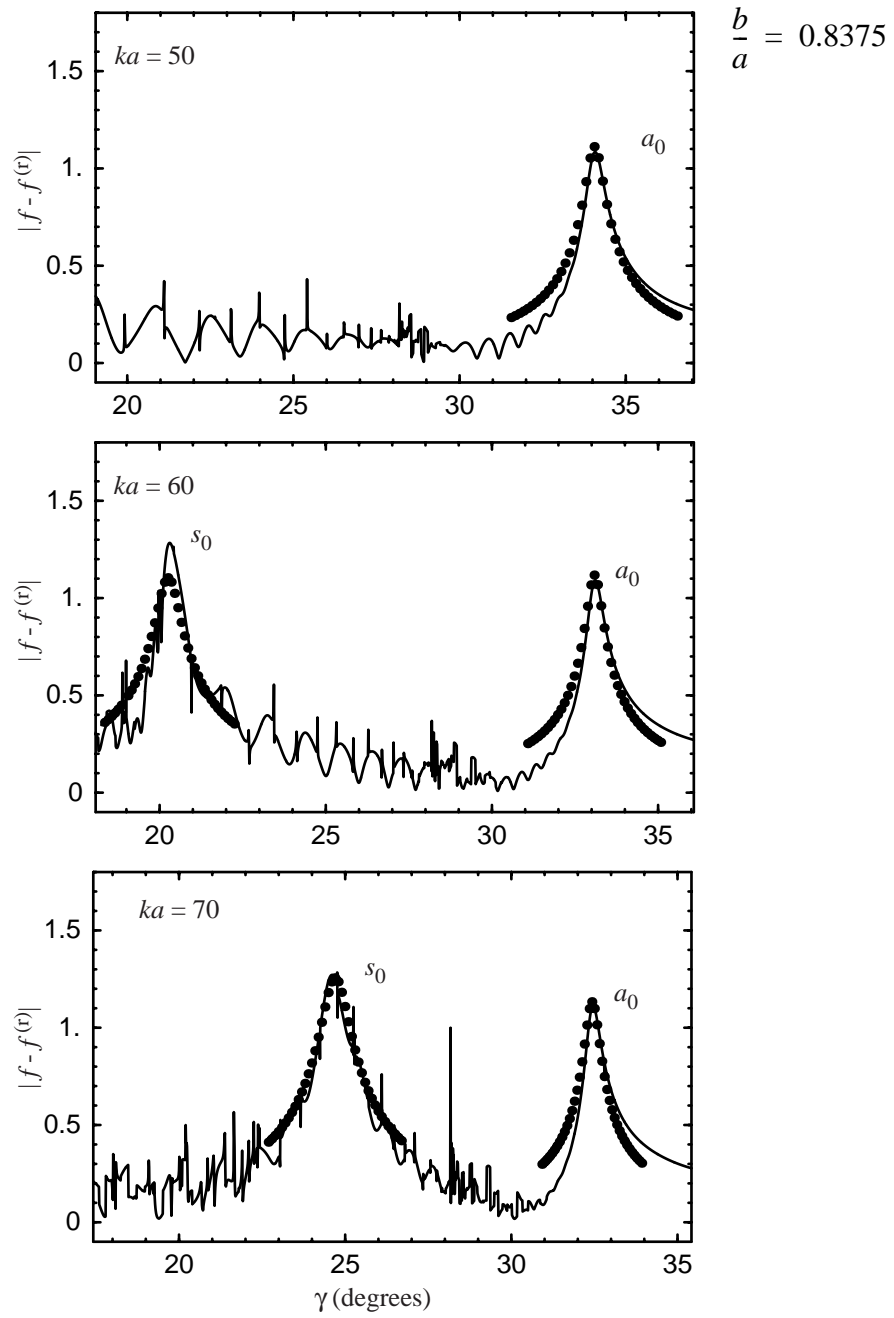 b/a = 0.8375
ka = 50
a0
1.5
1.
0.5
0
|f - f(r)|
20 25 30 35
ka = 60
s0
a0
1.5
1.
0.5
0
|f - f(r)|
20 25 30 35
ka = 70
s0
a0
1.5
1.
0.5
0
|f - f(r)|
20 25 30 35
γ (degrees)